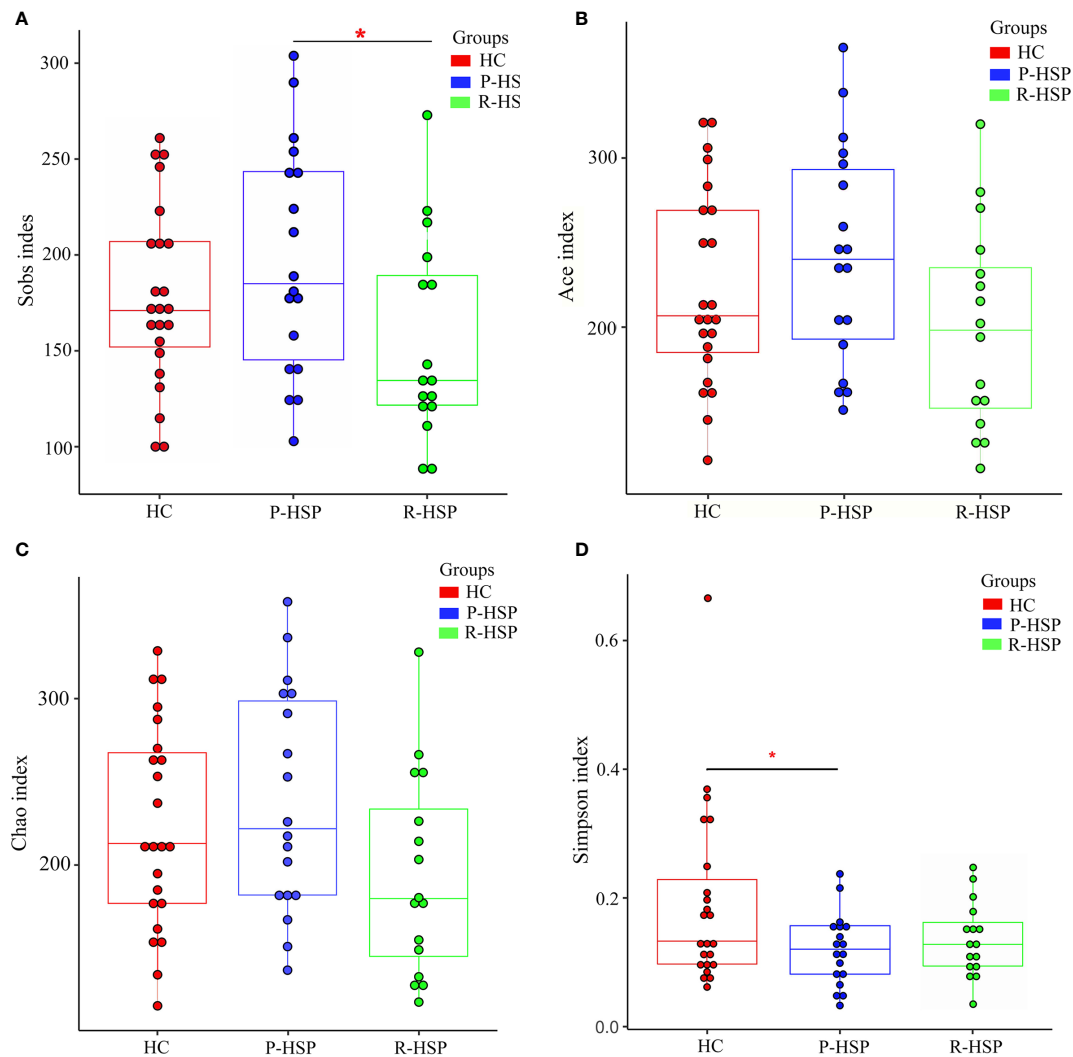 A
*
Groups
HC
P-HS
R-HS
300
250
200
150
100
Sobs indes
HC
P-HSP
R-HSP
B
Groups
HC
P-HSP
R-HSP
300
200
Ace index
HC
P-HSP
R-HSP
C
Groups
HC
P-HSP
R-HSP
300
200
Chao index
HC
P-HSP
R-HSP
D
Groups
HC
P-HSP
R-HSP
*
0.6
0.4
0.2
0.0
Simpson index
HC
P-HSP
R-HSP